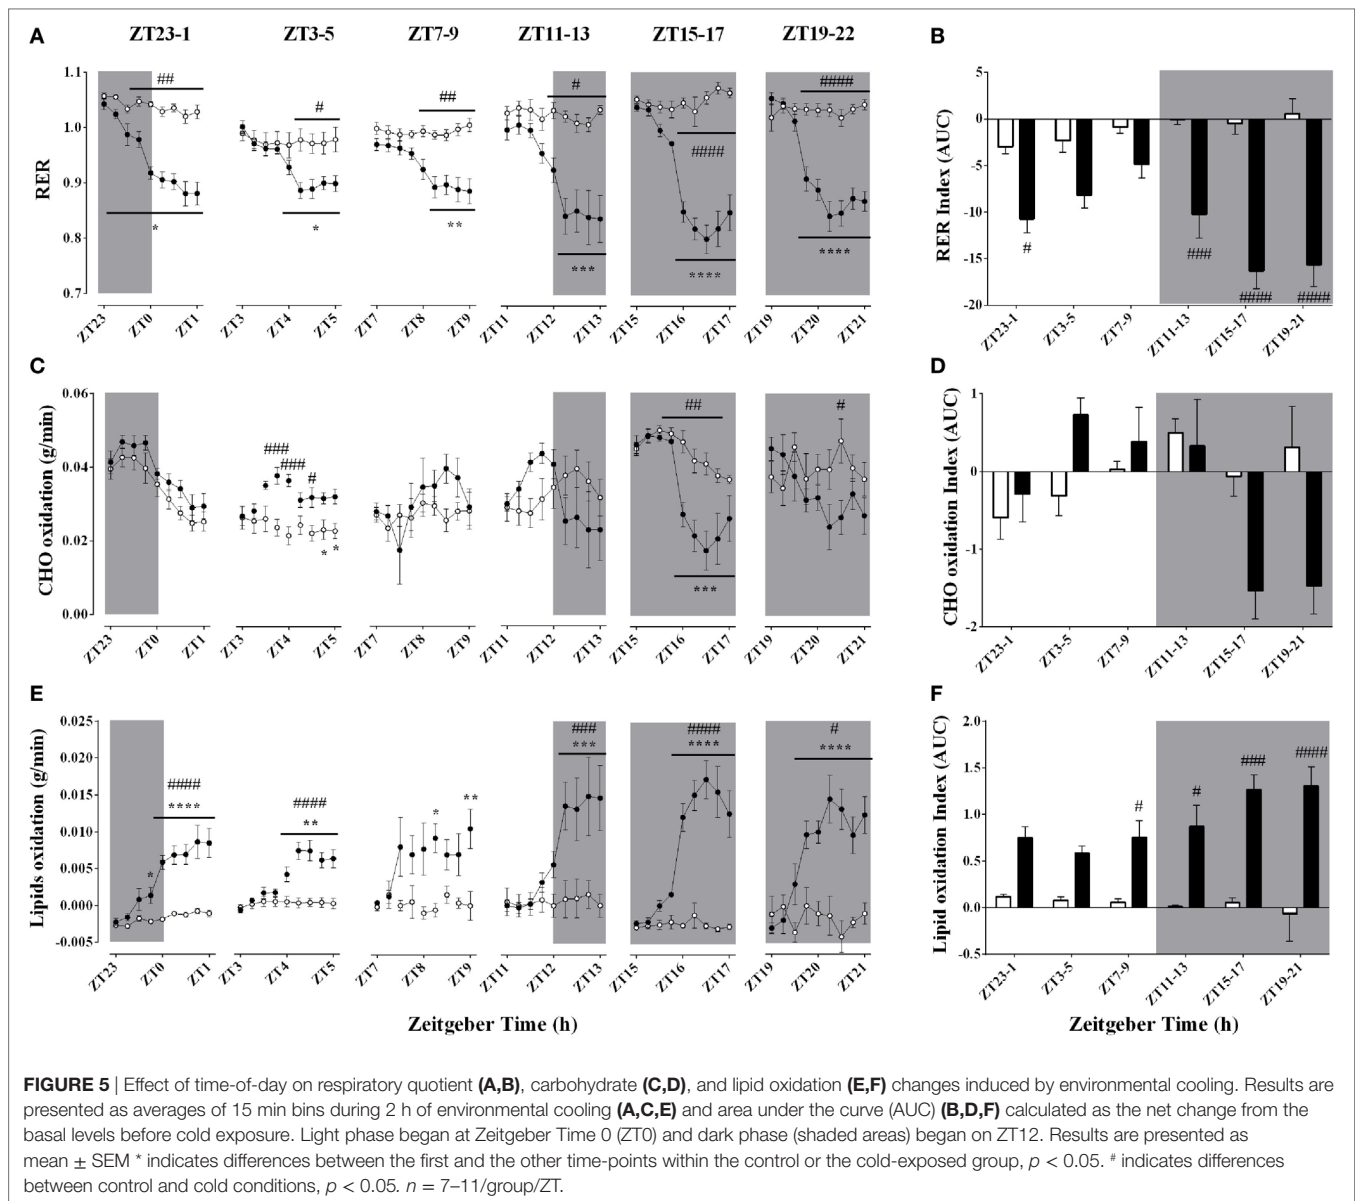 A
ZT23-1
ZT3-5
ZT7-9
ZT11-13
ZT15-17
ZT19-22
RER
1.1
1.0
0.9
0.8
0.7
##
#
##
#
####
####
*
*
**
***
****
****
ZT23
ZT0
ZT1
ZT3
ZT4
ZT5
ZT7
ZT8
ZT9
ZT11
ZT12
ZT13
ZT15
ZT16
ZT17
ZT19
ZT20
ZT21
B
RER Index (AUC)
5
0
-5
-10
-15
-20
#
###
####
####
ZT23-1
ZT3-5
ZT7-9
ZT11-13
ZT15-17
ZT19-21
C
CHO oxidation (g/min)
0.06
0.04
0.02
0.00
###
###
#
* *
##
***
#
ZT23
ZT0
ZT1
ZT3
ZT4
ZT5
ZT7
ZT8
ZT9
ZT11
ZT12
ZT13
ZT15
ZT16
ZT17
ZT19
ZT20
ZT21
D
CHO oxidation Index (AUC)
1
0
-1
-2
ZT23-1
ZT3-5
ZT7-9
ZT11-13
ZT15-17
ZT19-21
E
Lipids oxidation (g/min)
0.025
0.020
0.015
0.010
0.005
0.000
-0.005
*
####
****
####
**
*
**
###
***
####
****
#
****
ZT23
ZT0
ZT1
ZT3
ZT4
ZT5
ZT7
ZT8
ZT9
ZT11
ZT12
ZT13
ZT15
ZT16
ZT17
ZT19
ZT20
ZT21
Zeitgeber Time (h)
F
Lipid oxidation Index (AUC)
2.0
1.5
1.0
0.5
0.0
-0.5
#
#
###
####
ZT23-1
ZT3-5
ZT7-9
ZT11-13
ZT15-17
ZT19-21
Zeitgeber Time (h)
FIGURE 5 | Effect of time-of-day on respiratory quotient (A,B), carbohydrate (C,D), and lipid oxidation (E,F) changes induced by environmental cooling. Results are
presented as averages of 15 min bins during 2 h of environmental cooling (A,C,E) and area under the curve (AUC) (B,D,F) calculated as the net change from the
basal levels before cold exposure. Light phase began at Zeitgeber Time 0 (ZT0) and dark phase (shaded areas) began on ZT12. Results are presented as
mean ± SEM * indicates differences between the first and the other time-points within the control or the cold-exposed group, p < 0.05. # indicates differences
between control and cold conditions, p < 0.05. n = 7–11/group/ZT.